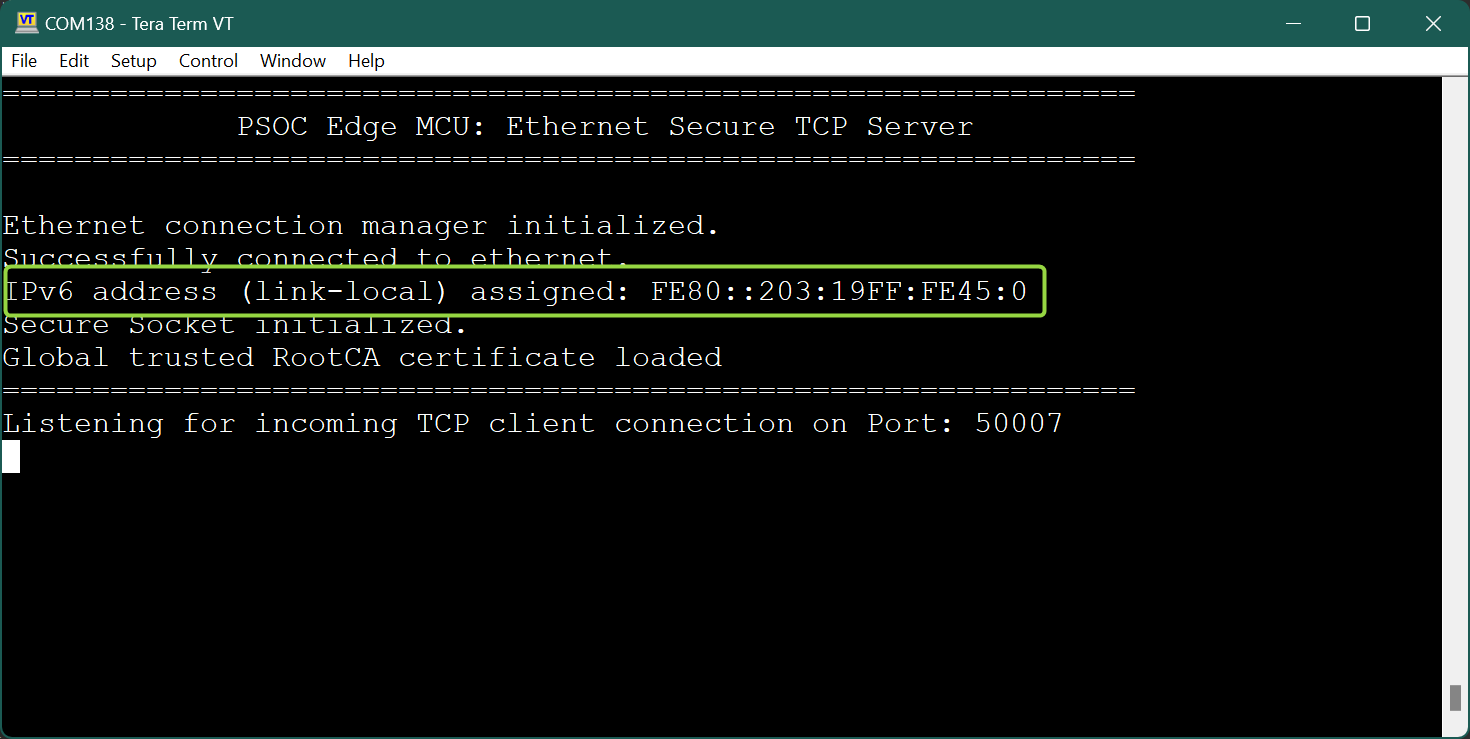 VT COM138 - Tera Term VT
File Edit Setup Control Window Help
===============================================================
PSOC Edge MCU: Ethernet Secure TCP Server
===============================================================
Ethernet connection manager initialized.
Successfully connected to ethernet.
IPv6 address (link-local) assigned: FE80::203:19FF:FE45:0
Secure Socket initialized.
Global trusted RootCA certificate loaded
===============================================================
Listening for incoming TCP client connection on Port: 50007